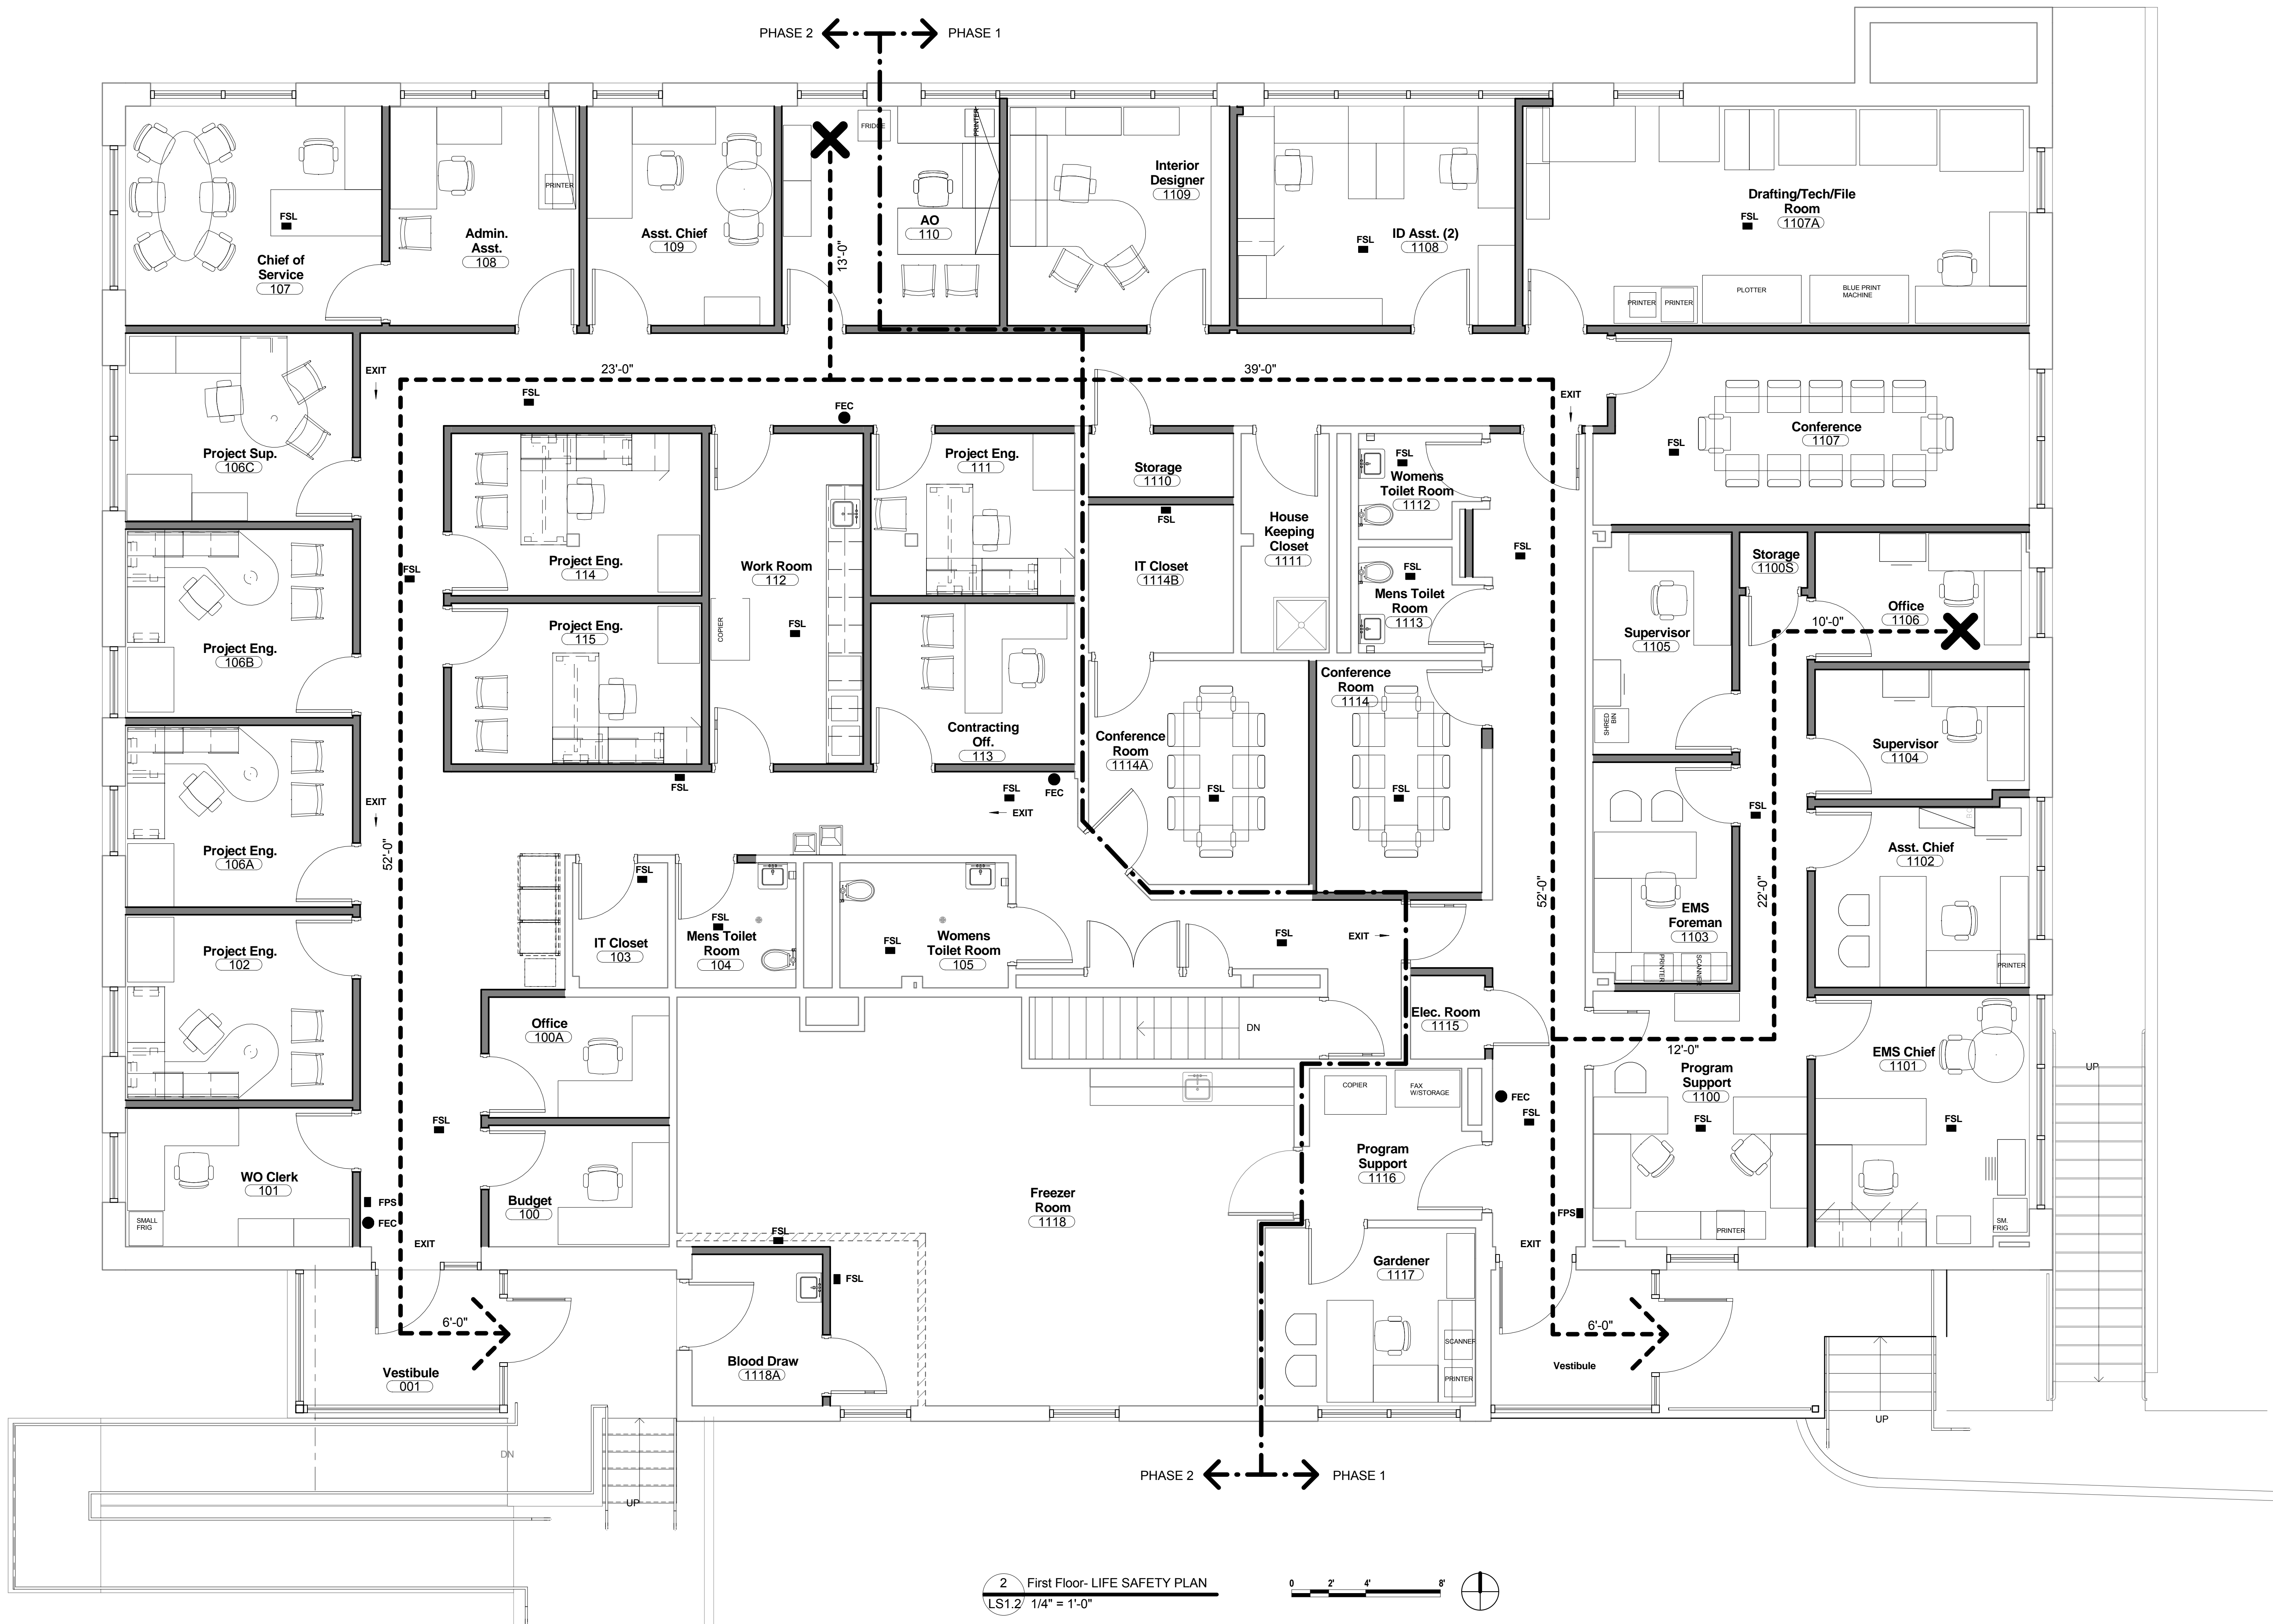 PHASE 2
PHASE 1
FRIDGE
PRINTER
Interior
Designer
1109
Drafting/Tech/File
Room
1107A
FSL
PRINTER
FSL
Chief of
Service
107
Admin.
Asst.
108
Asst. Chief
109
13'-0"
AO
110
FSL
ID Asst. (2)
1108
PRINTER
PRINTER
PLOTTER
BLUE PRINT
MACHINE
EXIT
23'-0"
39'-0"
FSL
FEC
EXIT
Project Sup.
106C
Project Eng.
111
Storage
1110
FSL
Womens
Toilet Room
1112
FSL
Conference
1107
FSL
House
Keeping
Closet
1111
FSL
Project Eng.
114
Work Room
112
IT Closet
1114B
FSL
Mens Toilet
Room
1113
FSL
Storage
1100S
Office
1106
10'-0"
Project Eng.
106B
Project Eng.
115
COPIER
FSL
Supervisor
1105
SHRED
BIN
Conference
Room
1114
Contracting
Off.
113
Conference
Room
1114A
Supervisor
1104
EXIT
FSL
FSL
FEC
EXIT
FSL
FSL
FSL
Project Eng.
106A
52'-0"
Asst. Chief
1102
PRINTER
FSL
IT Closet
103
FSL
Mens Toilet
Room
104
FSL
Womens
Toilet Room
105
FSL
EXIT
52'-0"
EMS
Foreman
1103
PRINTER
SCANNER
22'-0"
Project Eng.
102
Office
100A
DN
Elec. Room
1115
12'-0"
EMS Chief
1101
UP
FSL
COPIER
FAX
W/STORAGE
FEC
FSL
Program
Support
1100
FSL
FSL
WO Clerk
101
SMALL
FRIG
FPS
FEC
Budget
100
Freezer
Room
1118
Program
Support
1116
FPS
PRINTER
SM.
FRIG
EXIT
FSL
FSL
EXIT
Gardener
1117
SCANNER
PRINTER
6'-0"
6'-0"
Vestibule
001
Blood Draw
1118A
Vestibule
UP
DN
UP
PHASE 2
PHASE 1
2
First Floor- LIFE SAFETY PLAN
LS1.2
1/4" = 1'-0"
0 2' 4' 8'